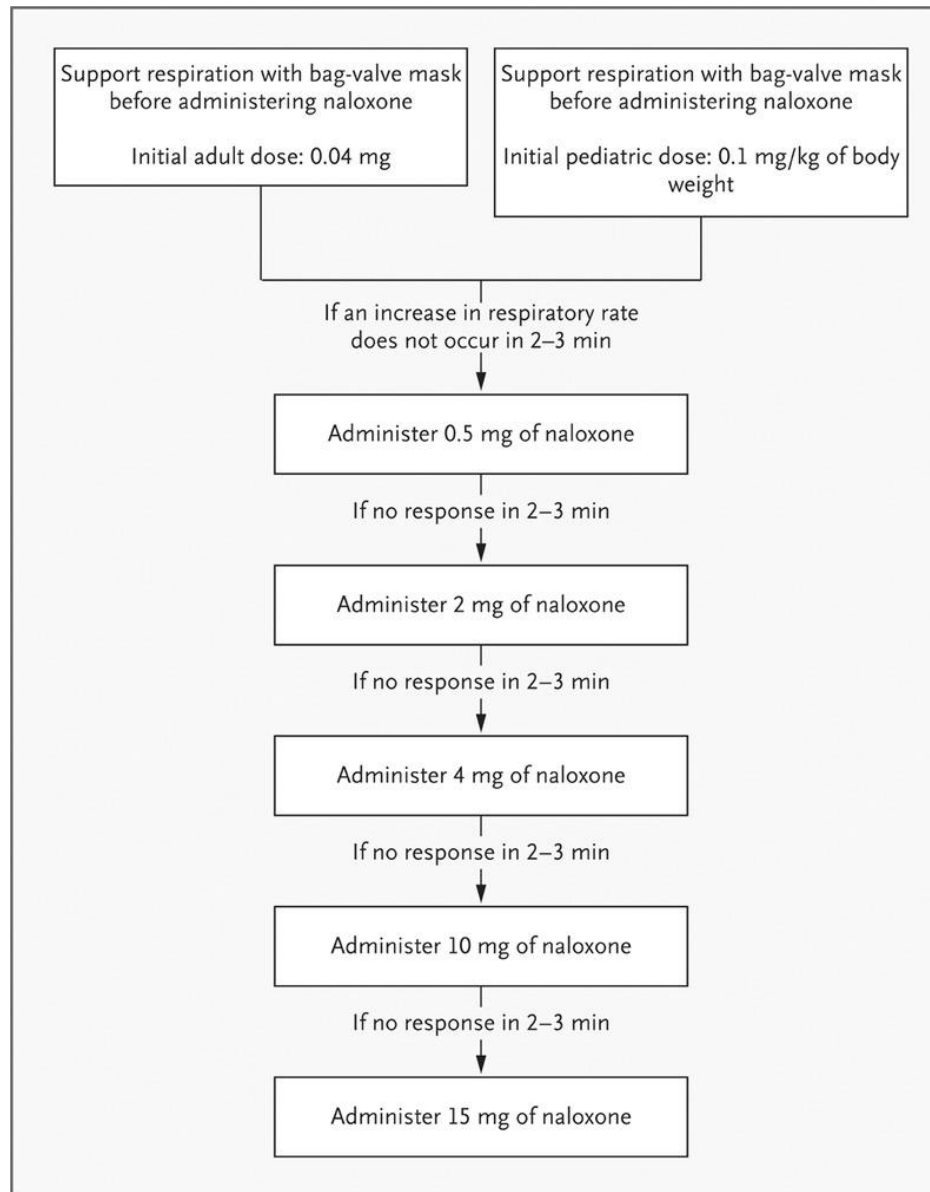 Support respiration with bag-valve mask
before administering naloxone
Initial adult dose: 0.04 mg
Support respiration with bag-valve mask
before administering naloxone
Initial pediatric dose: 0.1 mg/kg of body
weight
If an increase in respiratory rate
does not occur in 2–3 min
Administer 0.5 mg of naloxone
If no response in 2–3 min
Administer 2 mg of naloxone
If no response in 2–3 min
Administer 4 mg of naloxone
If no response in 2–3 min
Administer 10 mg of naloxone
If no response in 2–3 min
Administer 15 mg of naloxone